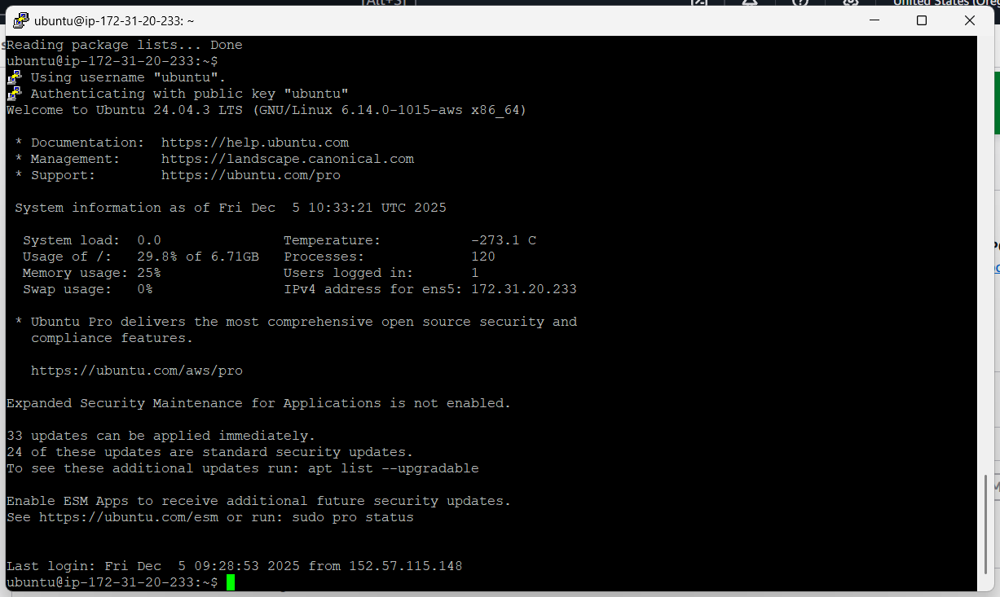 [Alt+S]
United States (Oreg
ubuntu@ip-172-31-20-233: ~
Reading package lists... Done
ubuntu@ip-172-31-20-233:~$
Using username "ubuntu".
Authenticating with public key "ubuntu"
Welcome to Ubuntu 24.04.3 LTS (GNU/Linux 6.14.0-1015-aws x86_64)
* Documentation:  https://help.ubuntu.com
* Management:     https://landscape.canonical.com
* Support:        https://ubuntu.com/pro
System information as of Fri Dec  5 10:33:21 UTC 2025
System load:  0.0               Temperature:           -273.1 C
Usage of /:   29.8% of 6.71GB   Processes:             120
Memory usage: 25%               Users logged in:       1
Swap usage:   0%                IPv4 address for ens5: 172.31.20.233
* Ubuntu Pro delivers the most comprehensive open source security and
compliance features.
https://ubuntu.com/aws/pro
Expanded Security Maintenance for Applications is not enabled.
33 updates can be applied immediately.
24 of these updates are standard security updates.
To see these additional updates run: apt list --upgradable
Enable ESM Apps to receive additional future security updates.
See https://ubuntu.com/esm or run: sudo pro status
Last login: Fri Dec  5 09:28:53 2025 from 152.57.115.148
ubuntu@ip-172-31-20-233:~$